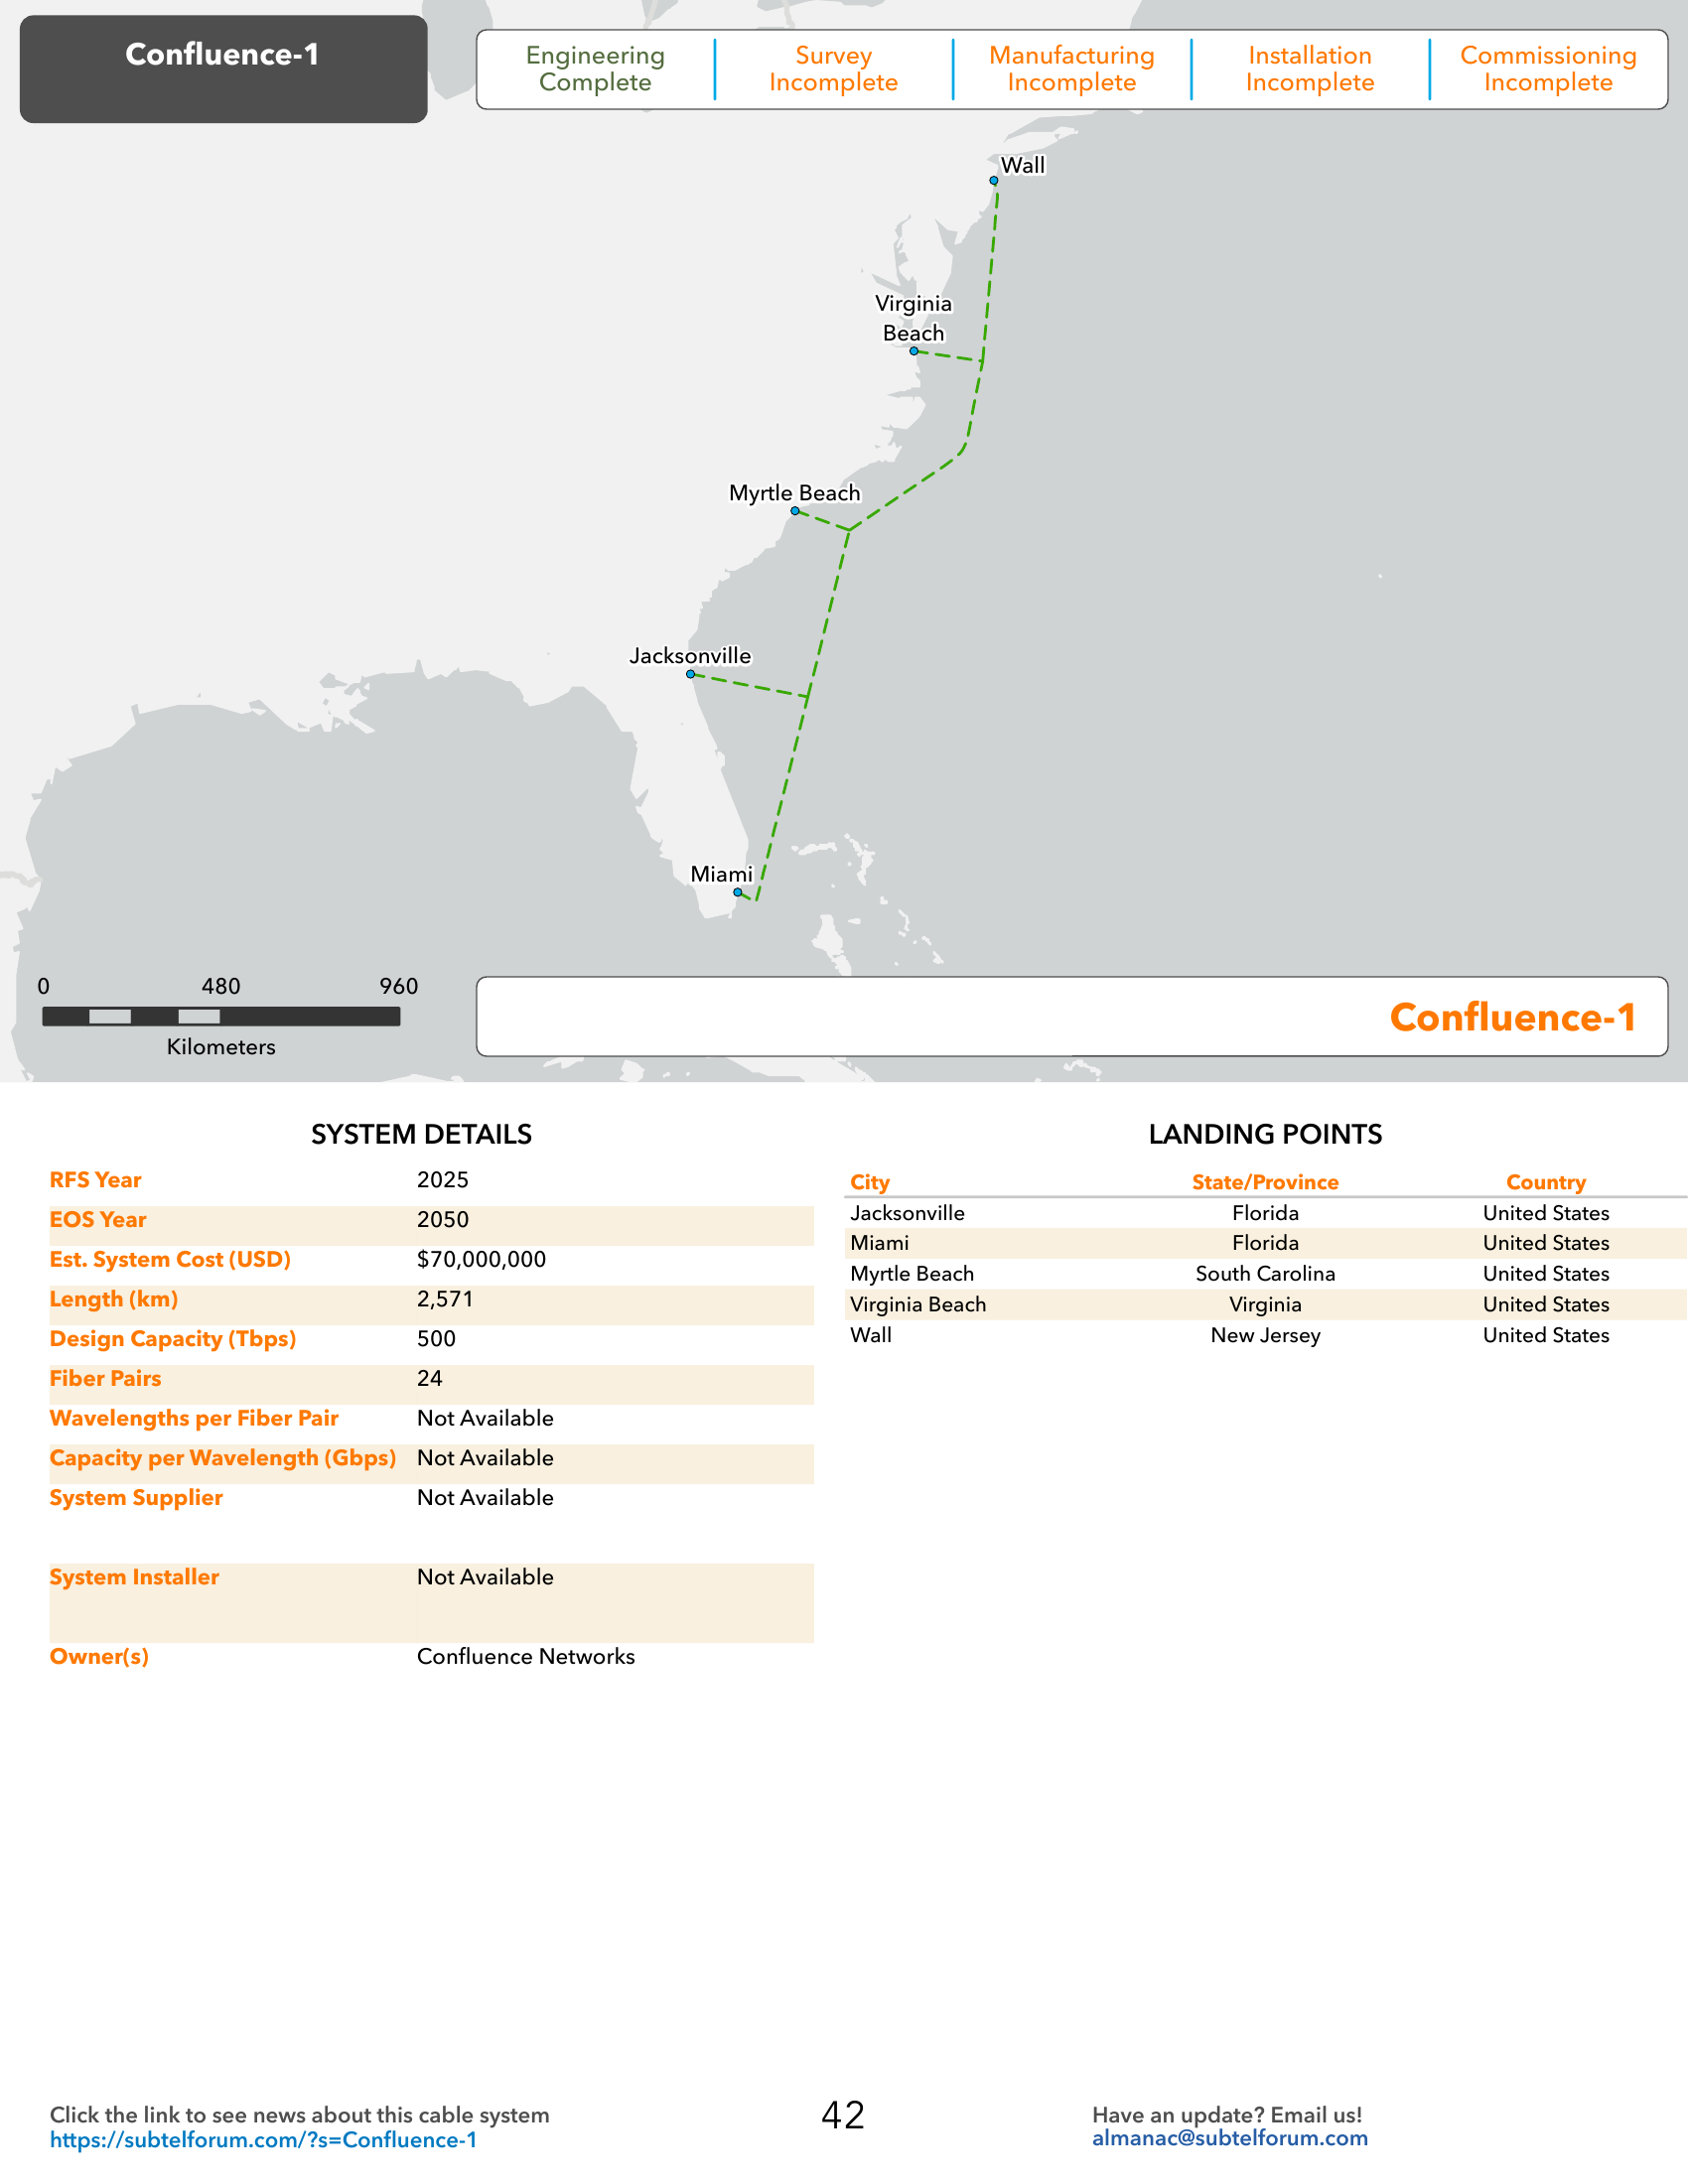 Confluence-1
Engineering
Complete
Survey
Incomplete
Manufacturing
Incomplete
Installation
Incomplete
Commissioning
Incomplete
Wall
Virginia
Beach
Myrtle Beach
Jacksonville
Miami
0 480 960
Kilometers
Confluence-1
SYSTEM DETAILS
RFS Year 2025
EOS Year 2050
Est. System Cost (USD) $70,000,000
Length (km) 2,571
Design Capacity (Tbps) 500
Fiber Pairs 24
Wavelengths per Fiber Pair Not Available
Capacity per Wavelength (Gbps) Not Available
System Supplier Not Available
System Installer Not Available
Owner(s) Confluence Networks
LANDING POINTS
City State/Province Country
Jacksonville Florida United States
Miami Florida United States
Myrtle Beach South Carolina United States
Virginia Beach Virginia United States
Wall New Jersey United States
Click the link to see news about this cable system
https://subtelforum.com/?s=Confluence-1
42
Have an update? Email us!
almanac@subtelforum.com